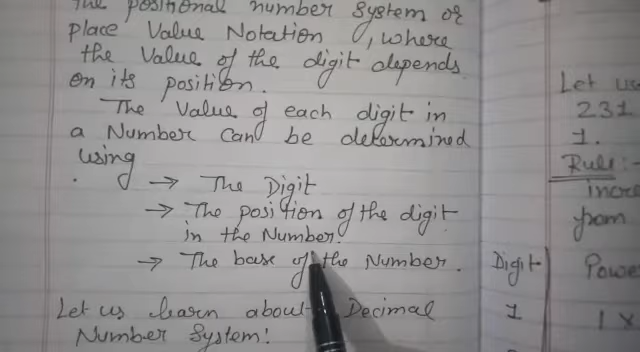 The positional number system or
place Value Notation, where
the value of the digit depends
on its position.
The Value of each digit in
a Number can be determined
using
→ The Digit
→ The position of the digit
in the Number.
→ The base of the Number.
Let us learn about Decimal
Number System!
Digit
1
Let us
231
1.
Rule:-
from
Powe
1 x